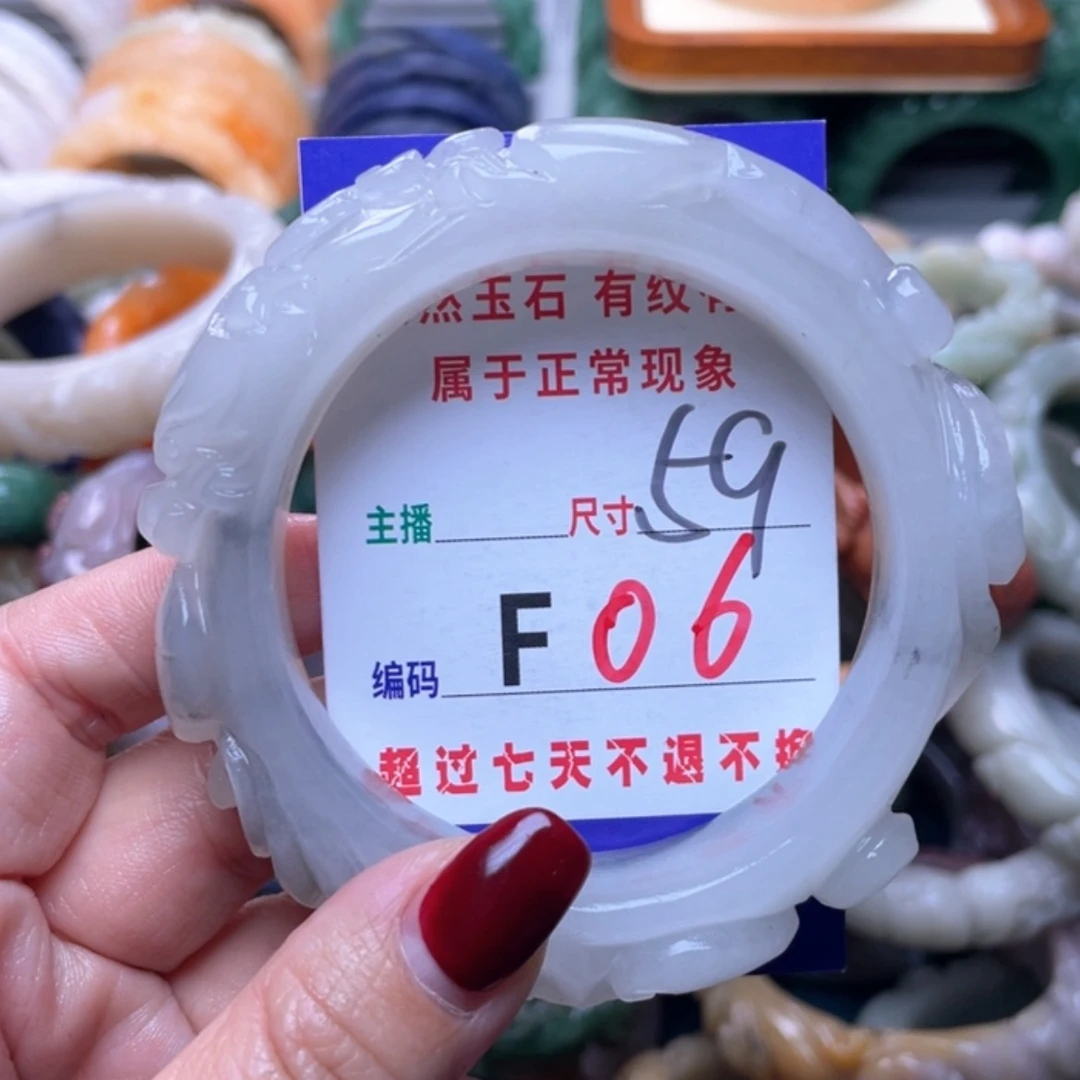 然玉石 有纹有
属于正常现象
主播 尺寸 59
编码 F 06
超过七天不退不换